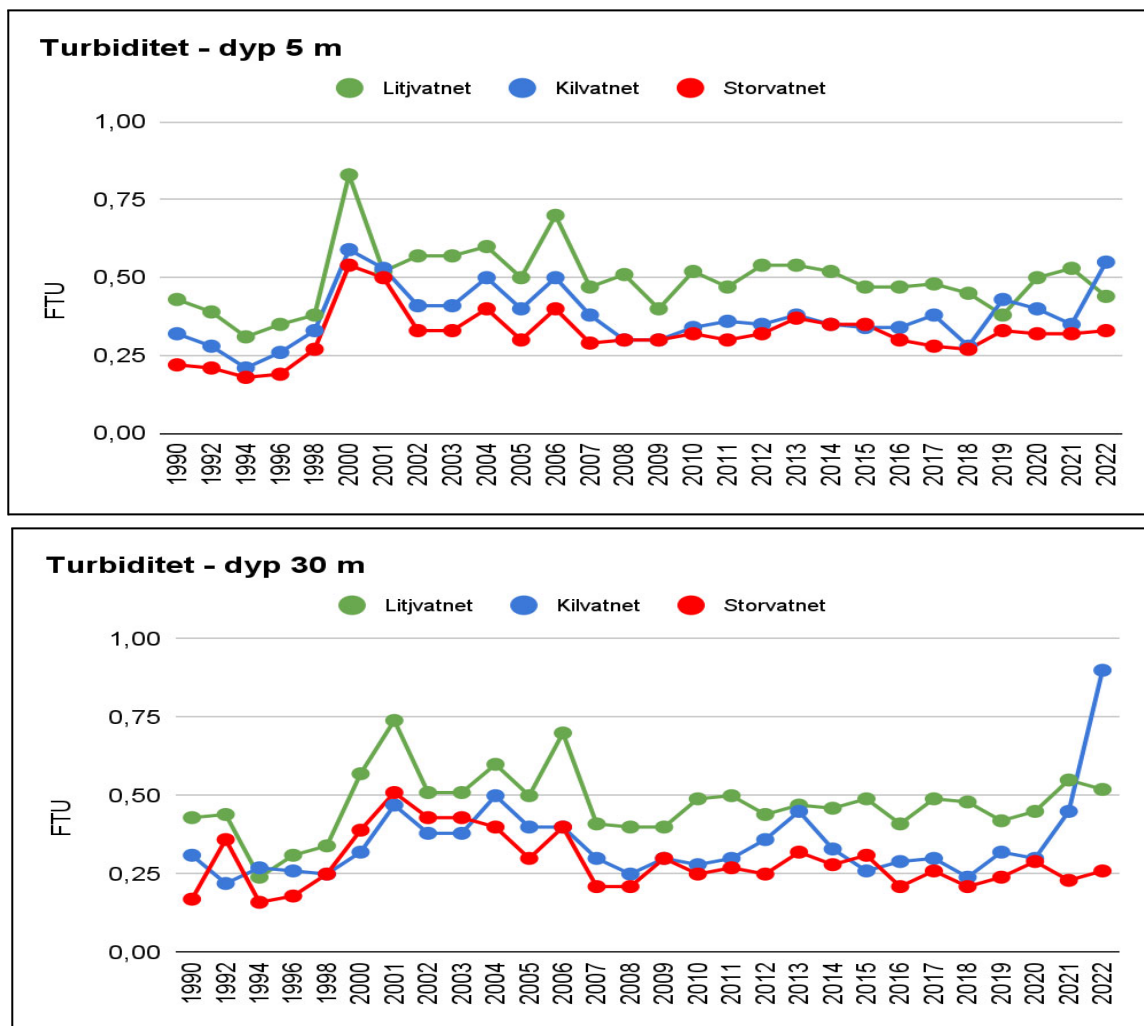 Turbiditet - dyp 5 m
Litjvatnet Kilvatnet Storvatnet
1,00
0,75
0,50
0,25
0,00
FTU
1990 1992 1994 1996 1998 2000 2001 2002 2003 2004 2005 2006 2007 2008 2009 2010 2011 2012 2013 2014 2015 2016 2017 2018 2019 2020 2021 2022
Turbiditet - dyp 30 m
Litjvatnet Kilvatnet Storvatnet
1,00
0,75
0,50
0,25
0,00
FTU
1990 1992 1994 1996 1998 2000 2001 2002 2003 2004 2005 2006 2007 2008 2009 2010 2011 2012 2013 2014 2015 2016 2017 2018 2019 2020 2021 2022